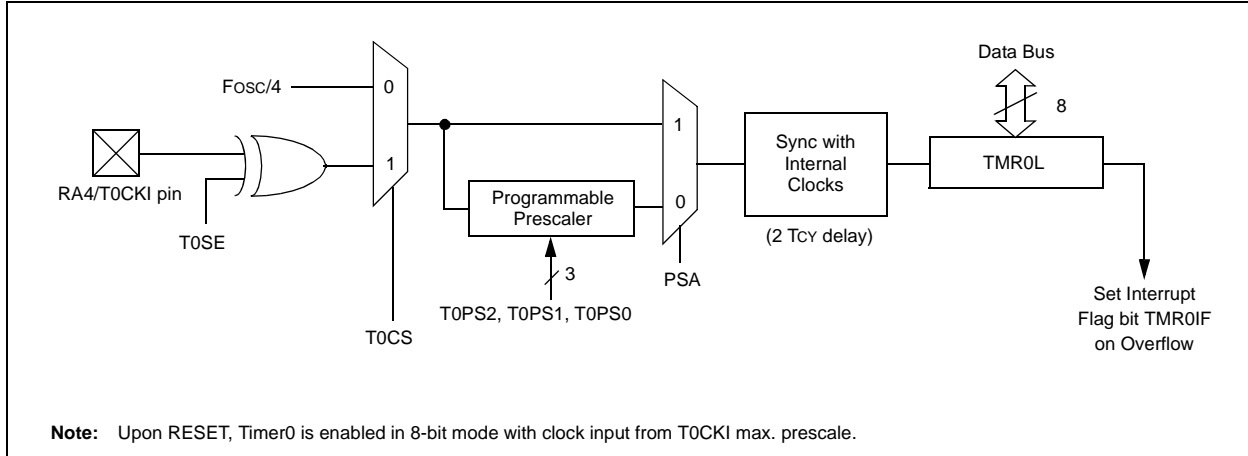 Data Bus
8
FOSC/4
0
1
RA4/T0CKI pin
T0SE
T0CS
Programmable
Prescaler
3
T0PS2, T0PS1, T0PS0
1
0
PSA
Sync with
Internal
Clocks
(2 TCY delay)
TMR0L
Set Interrupt
Flag bit TMR0IF
on Overflow
Note: Upon RESET, Timer0 is enabled in 8-bit mode with clock input from T0CKI max. prescale.